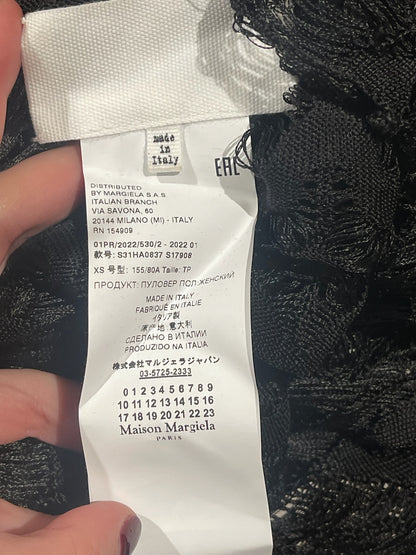 Made
in
Italy
EAC
DISTRIBUTED
BY MARGIELA S.A.S
ITALIAN BRANCH
VIA SAVONA, 60
20144 MILANO (MI) - ITALY
RN 154909
01PR/2022/530/2 - 2022 01
款号: S31HA0837 S17908
XS 号型: 155/80A Taille: TP
ПРОДУКТ: ПУЛОВЕР ПОЛ:ЖЕНСКИЙ
MADE IN ITALY
FABRIQUÉ EN ITALIE
イタリア製
原产地: 意大利
СДЕЛАНО В ИТАЛИИ
PRODUZIDO NA ITALIA
株式会社マルジェラジャパン
03-5725-2333
0 1 2 3 4 5 6 7 8 9
10 11 12 13 14 15 16
17 18 19 20 21 22 23
Maison Margiela
PARIS